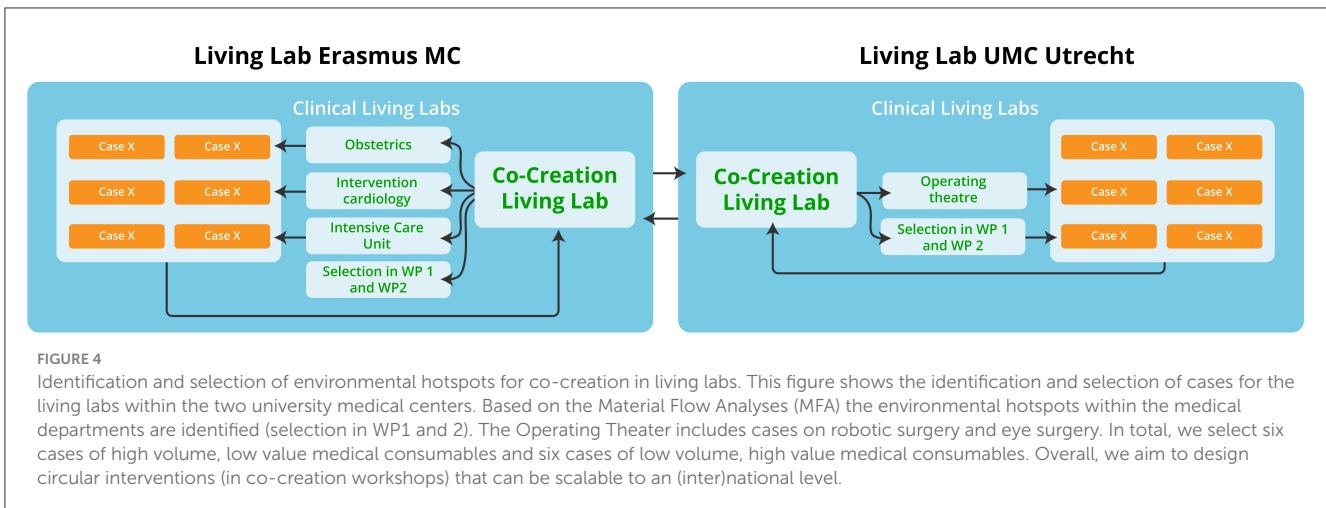 Living Lab Erasmus MC
Clinical Living Labs
Case X
Case X
Case X
Case X
Case X
Case X
Obstetrics
Intervention
cardiology
Intensive Care
Unit
Selection in WP 1
and WP2
Co-Creation
Living Lab
Living Lab UMC Utrecht
Clinical Living Labs
Co-Creation
Living Lab
Operating
theatre
Selection in WP 1
and WP 2
Case X
Case X
Case X
Case X
Case X
Case X
FIGURE 4
Identification and selection of environmental hotspots for co-creation in living labs. This figure shows the identification and selection of cases for the
living labs within the two university medical centers. Based on the Material Flow Analyses (MFA) the environmental hotspots within the medical
departments are identified (selection in WP1 and 2). The Operating Theater includes cases on robotic surgery and eye surgery. In total, we select six
cases of high volume, low value medical consumables and six cases of low volume, high value medical consumables. Overall, we aim to design
circular interventions (in co-creation workshops) that can be scalable to an (inter)national level.